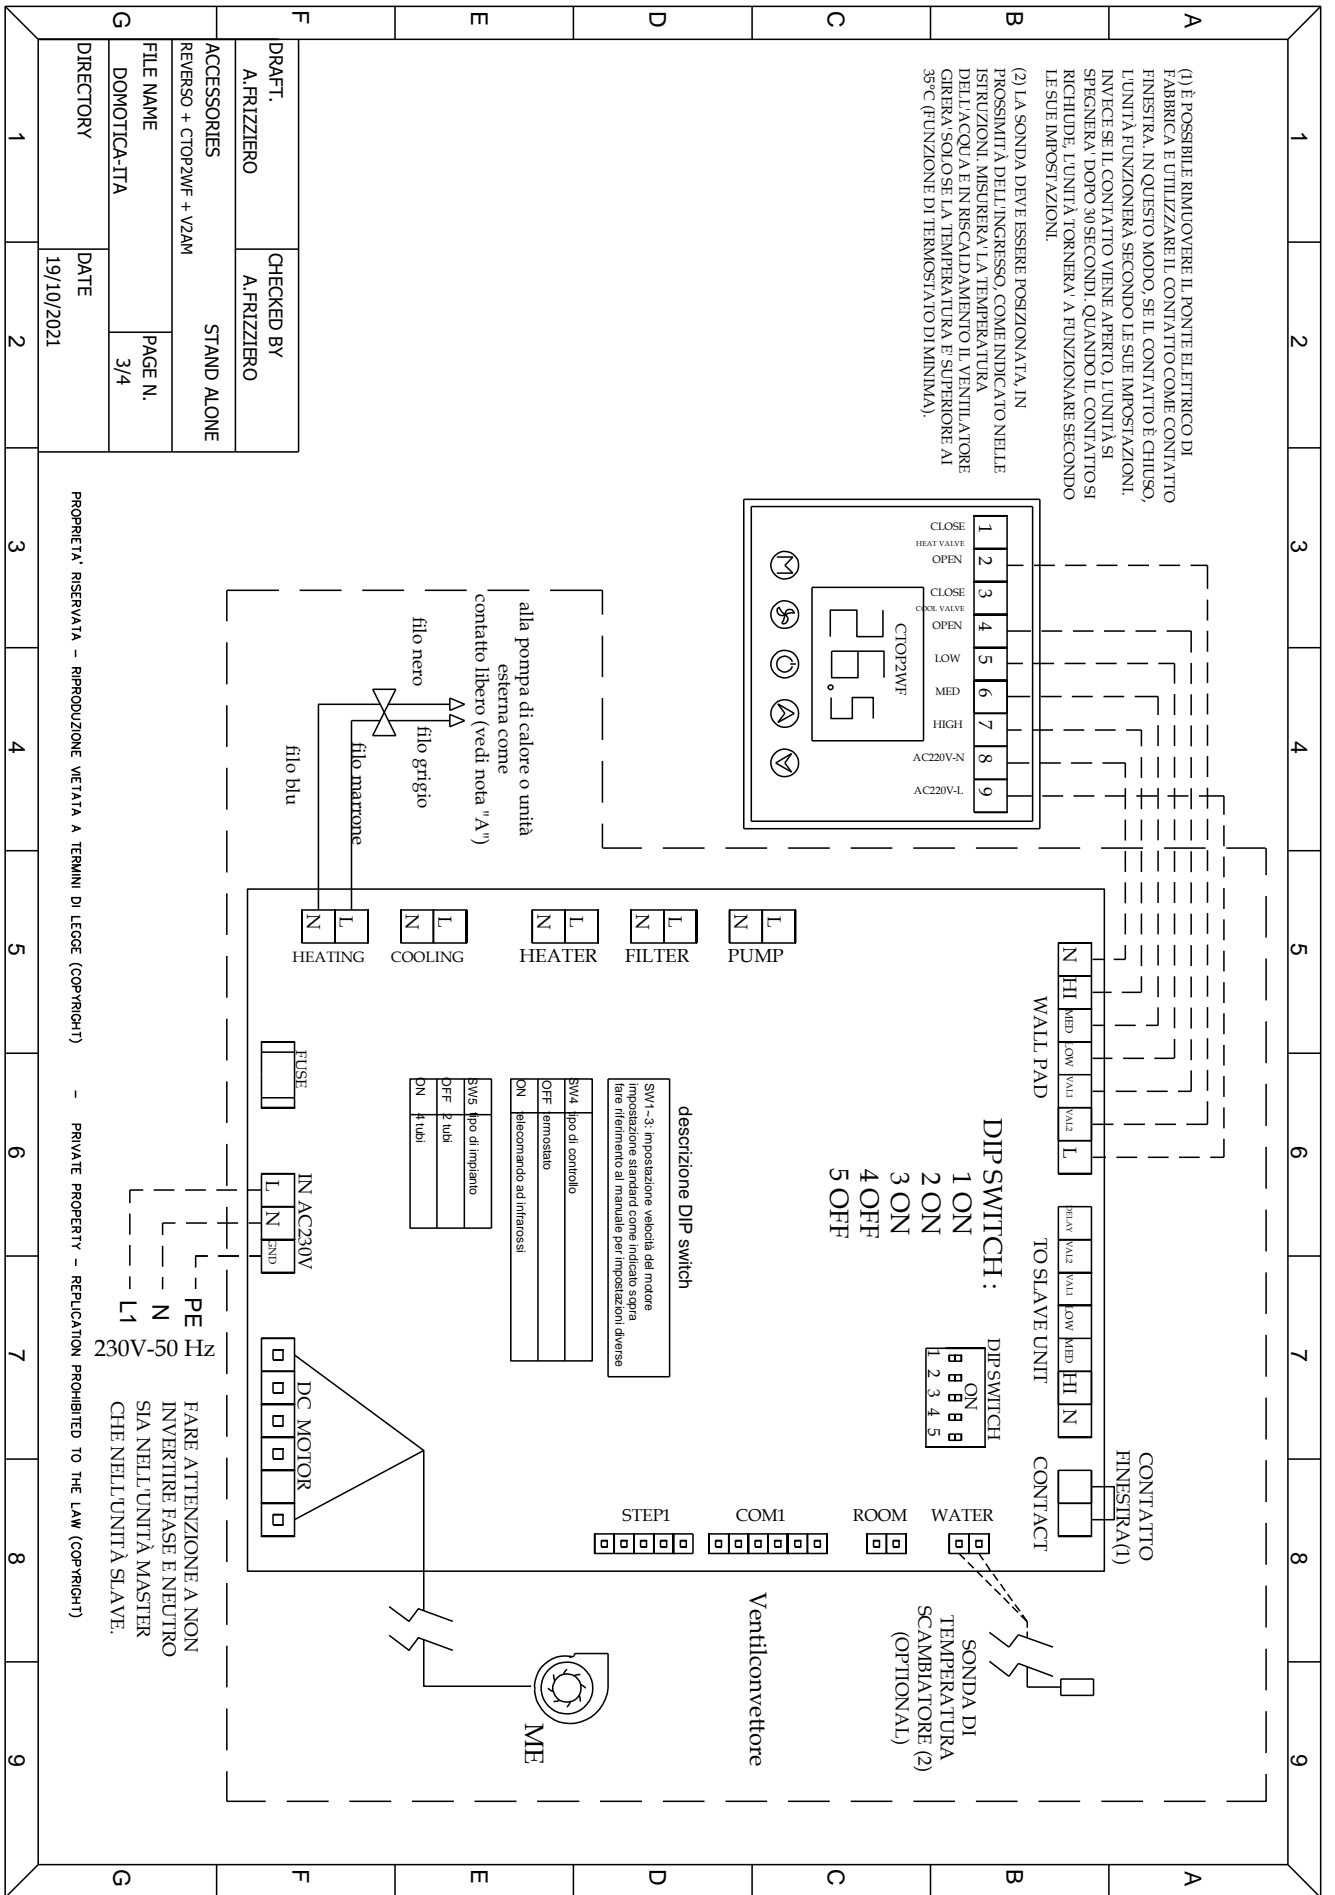 A
B
C
D
E
F
G
1
2
3
4
5
6
7
8
9
(1) È POSSIBILE RIMUOVERE IL PONTE ELETTRICO DI
FABBRICA E UTILIZZARE IL CONTATTO COME CONTATTO
FINESTRA. IN QUESTO MODO, SE IL CONTATTO È CHIUSO,
L'UNITÀ FUNZIONERÀ SECONDO LE SUE IMPOSTAZIONI.
INVECE SE IL CONTATTO VIENE APERTO, L'UNITÀ SI
SPEGNERA' DOPO 30 SECONDI. QUANDO IL CONTATTO SI
RICHIUDE, L'UNITÀ TORNERA' A FUNZIONARE SECONDO
LE SUE IMPOSTAZIONI.
(2) LA SONDA DEVE ESSERE POSIZIONATA, IN
PROSSIMITÀ DELL'INGRESSO, COME INDICATO NELLE
ISTRUZIONI. MISURERA' LA TEMPERATURA
DELL'ACQUA E IN RISCALDAMENTO IL VENTILATORE
GIRERA' SOLO SE LA TEMPERATURA E' SUPERIORE AI
35°C (FUNZIONE DI TERMOSTATO DI MINIMA).
1 2 3 4 5 6 7 8 9
CLOSE
HEAT VALVE
OPEN
CLOSE
COOL VALVE
OPEN
LOW
MED
HIGH
AC220V-N
AC220V-L
CTOP2WF
26.5
M
N HI MED LOW VAL1 VAL2 L
WALL PAD
DELAY VAL2 VAL1 LOW MED HI N
TO SLAVE UNIT
CONTATTO
FINESTRA(1)
CONTACT
DIP SWITCH :
1 ON
2 ON
3 ON
4 OFF
5 OFF
DIP SWITCH
ON
1 2 3 4 5
WATER
ROOM
COM1
STEP1
SONDA DI
TEMPERATURA
SCAMBIATORE (2)
(OPTIONAL)
Ventilconvettore
ME
descrizione DIP switch
SW1~3: impostazione velocità del motore
impostazione standard come indicato sopra
fare riferimento al manuale per impostazioni diverse
SW4 tipo di controllo
OFF termostato
ON telecomando ad infrarossi
SW5 tipo di impianto
OFF 2 tubi
ON 4 tubi
L
N
PUMP
L
N
FILTER
L
N
HEATER
L
N
COOLING
L
N
HEATING
alla pompa di calore o unità
esterna come
contatto libero (vedi nota "A")
filo nero
filo grigio
filo marrone
filo blu
FUSE
IN AC230V
L N GND
DC MOTOR
PE
N
L1
230V-50 Hz
FARE ATTENZIONE A NON
INVERTIRE FASE E NEUTRO
SIA NELL'UNITÀ MASTER
CHE NELL'UNITÀ SLAVE.
DRAFT.
A.FRIZZIERO
CHECKED BY
A.FRIZZIERO
ACCESSORIES
STAND ALONE
REVERSO + CTOP2WF + V2AM
FILE NAME
DOMOTICA-ITA
PAGE N.
3/4
DIRECTORY
DATE
19/10/2021
PROPRIETA' RISERVATA - RIPRODUZIONE VIETATA A TERMINI DI LEGGE (COPYRIGHT) - PRIVATE PROPERTY - REPLICATION PROHIBITED TO THE LAW (COPYRIGHT)
1
2
3
4
5
6
7
8
9
A
B
C
D
E
F
G